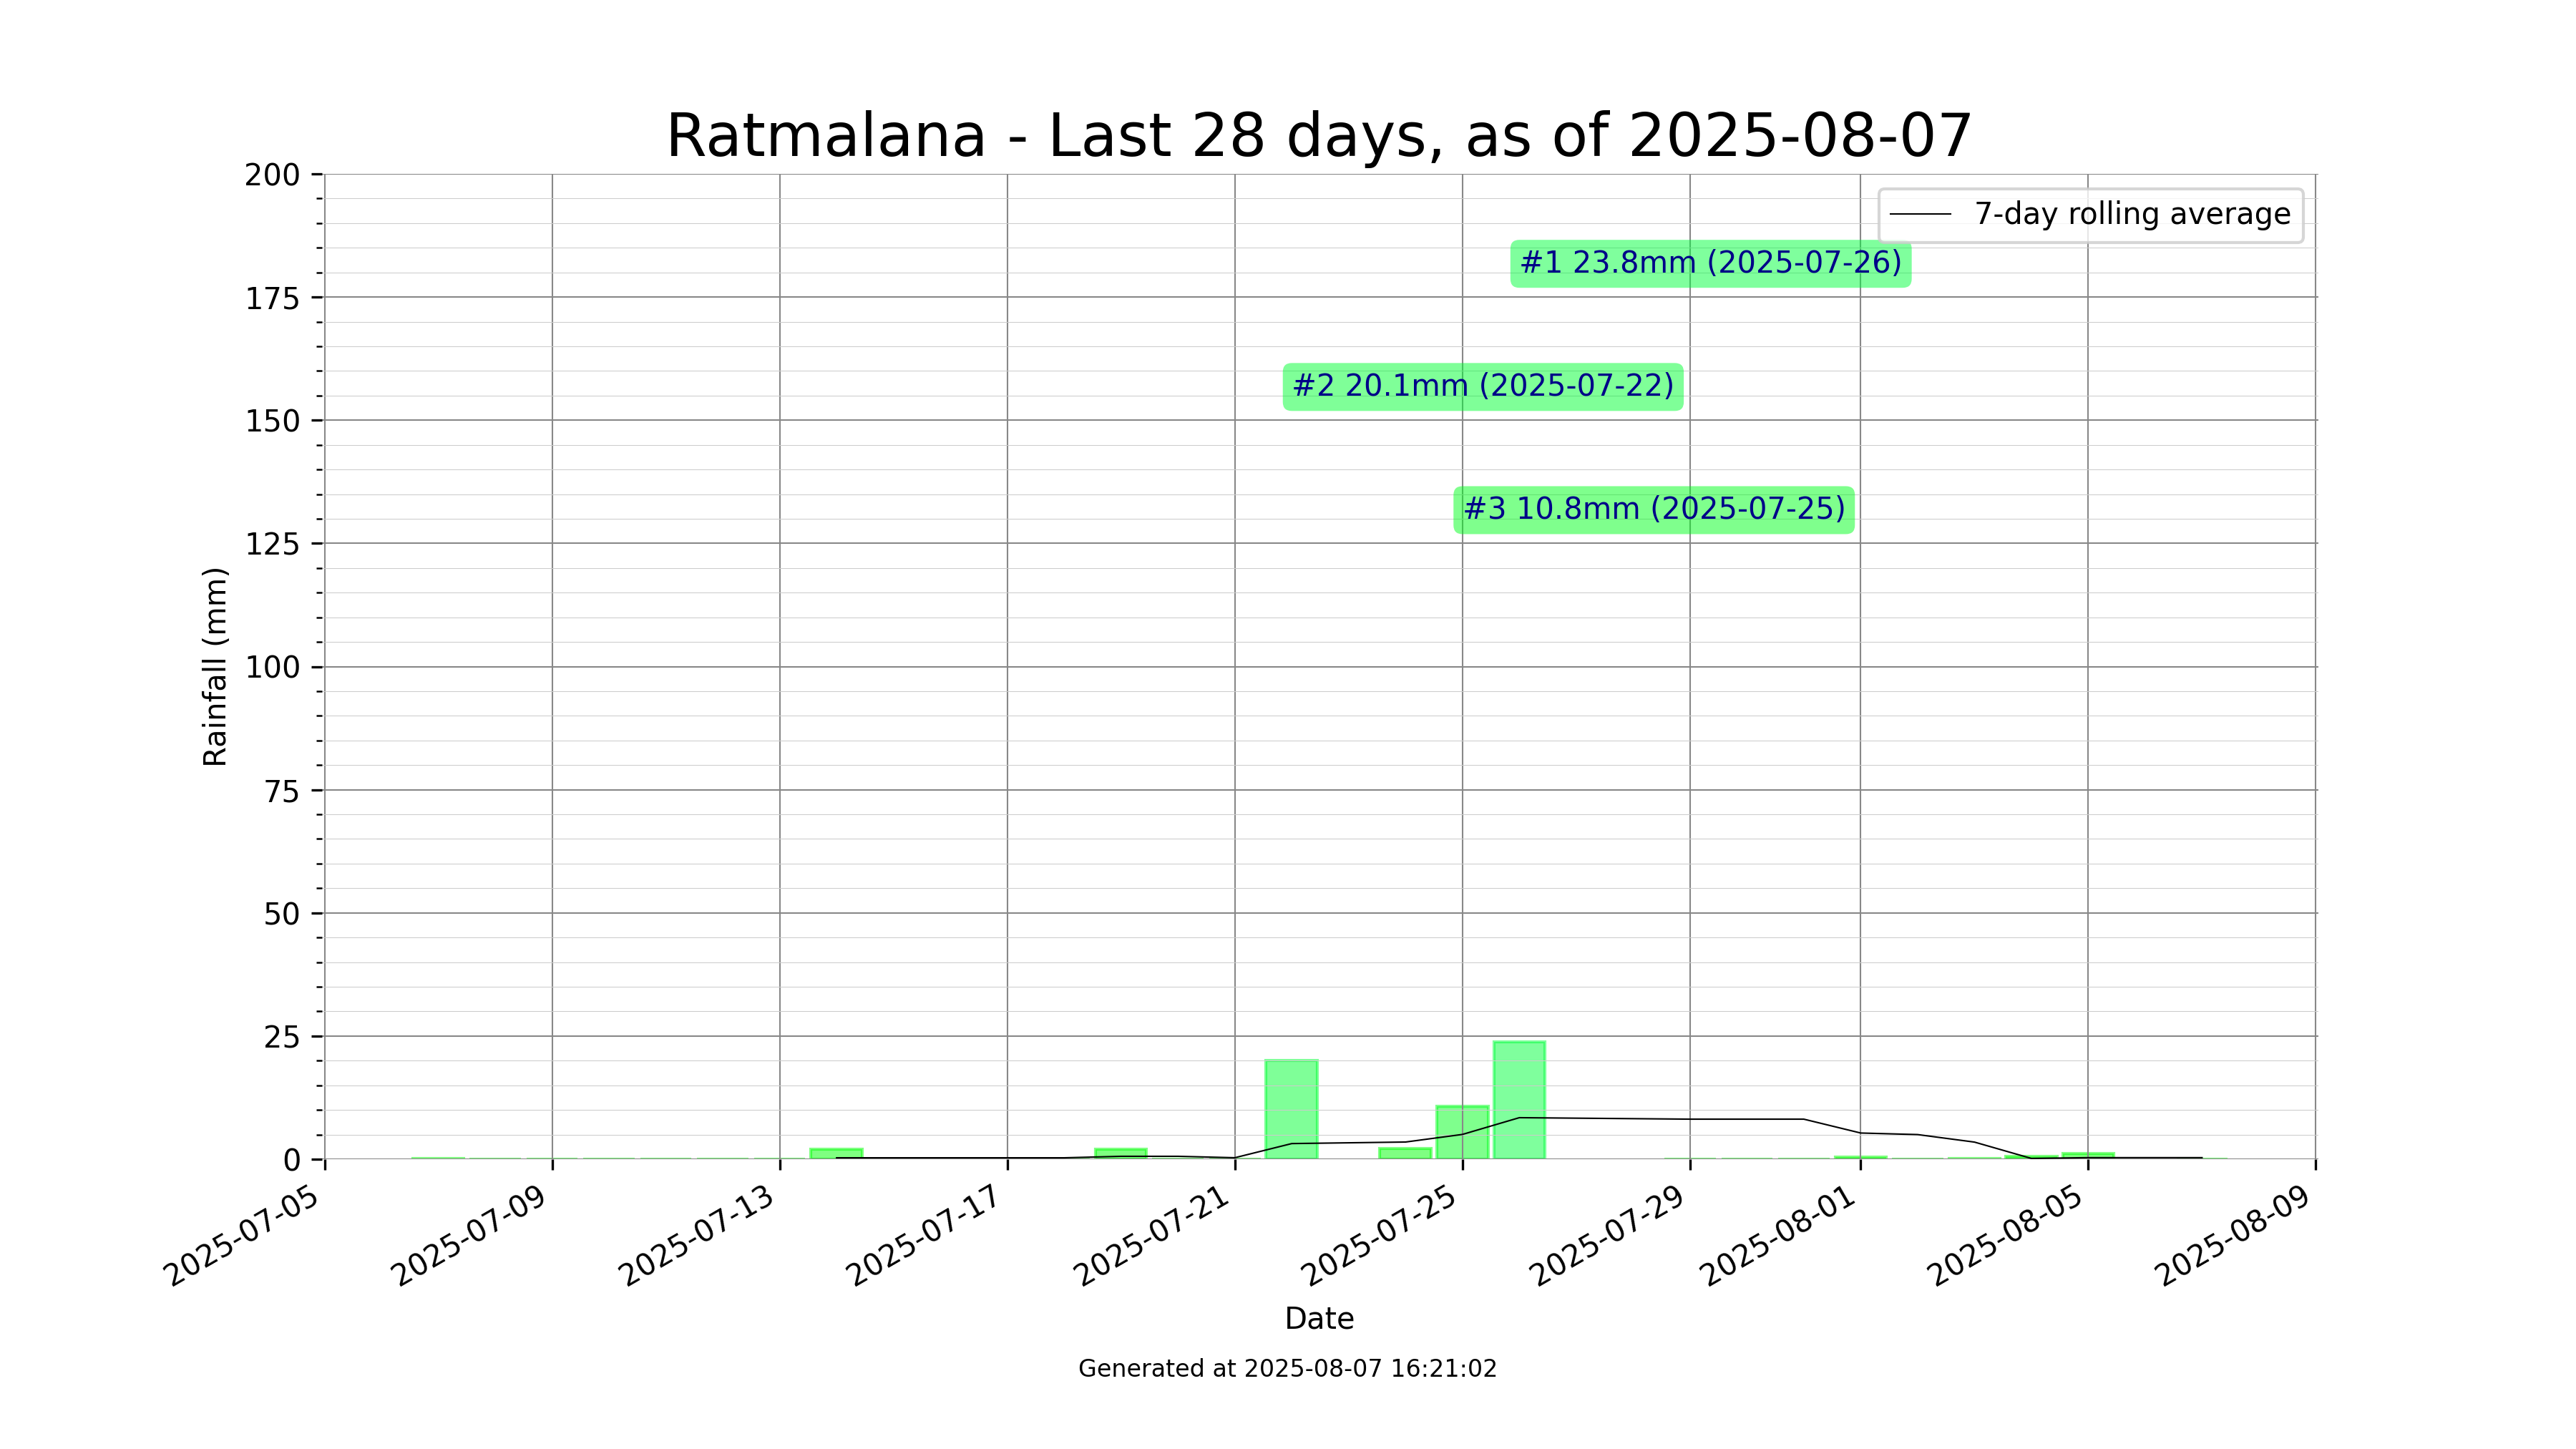 Ratmalana - Last 28 days, as of 2025-08-07
7-day rolling average
#1 23.8mm (2025-07-26)
#2 20.1mm (2025-07-22)
#3 10.8mm (2025-07-25)
Rainfall (mm)
200
175
150
125
100
75
50
25
0
2025-07-05
2025-07-09
2025-07-13
2025-07-17
2025-07-21
2025-07-25
2025-07-29
2025-08-01
2025-08-05
2025-08-09
Date
Generated at 2025-08-07 16:21:02